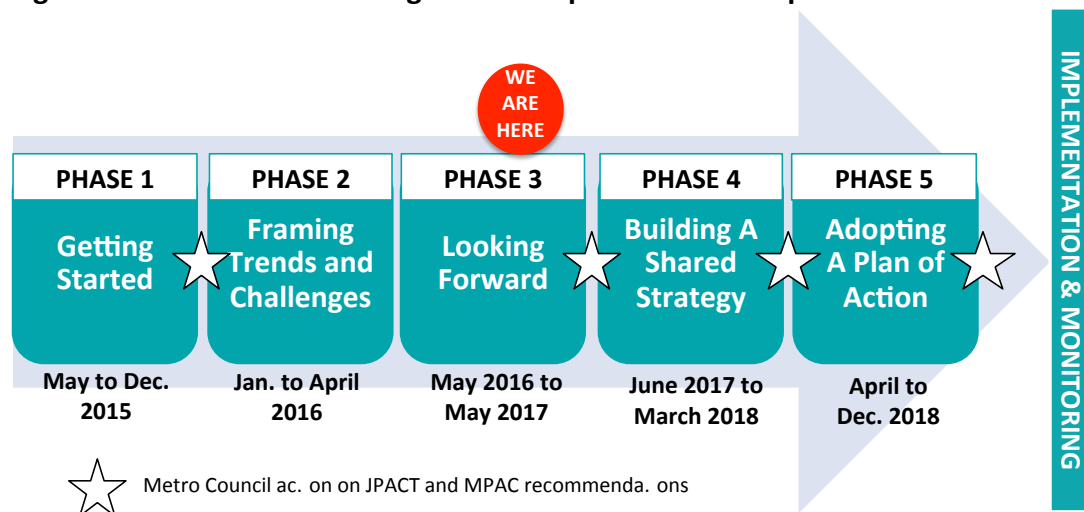 WE
ARE
HERE
PHASE 1
Getting
Started
May to Dec.
2015
PHASE 2
Framing
Trends and
Challenges
Jan. to April
2016
PHASE 3
Looking
Forward
May 2016 to
May 2017
PHASE 4
Building A
Shared
Strategy
June 2017 to
March 2018
PHASE 5
Adopting
A Plan of
Action
April to
Dec. 2018
IMPLEMENTATION & MONITORING
Metro Council ac. on on JPACT and MPAC recommenda. ons